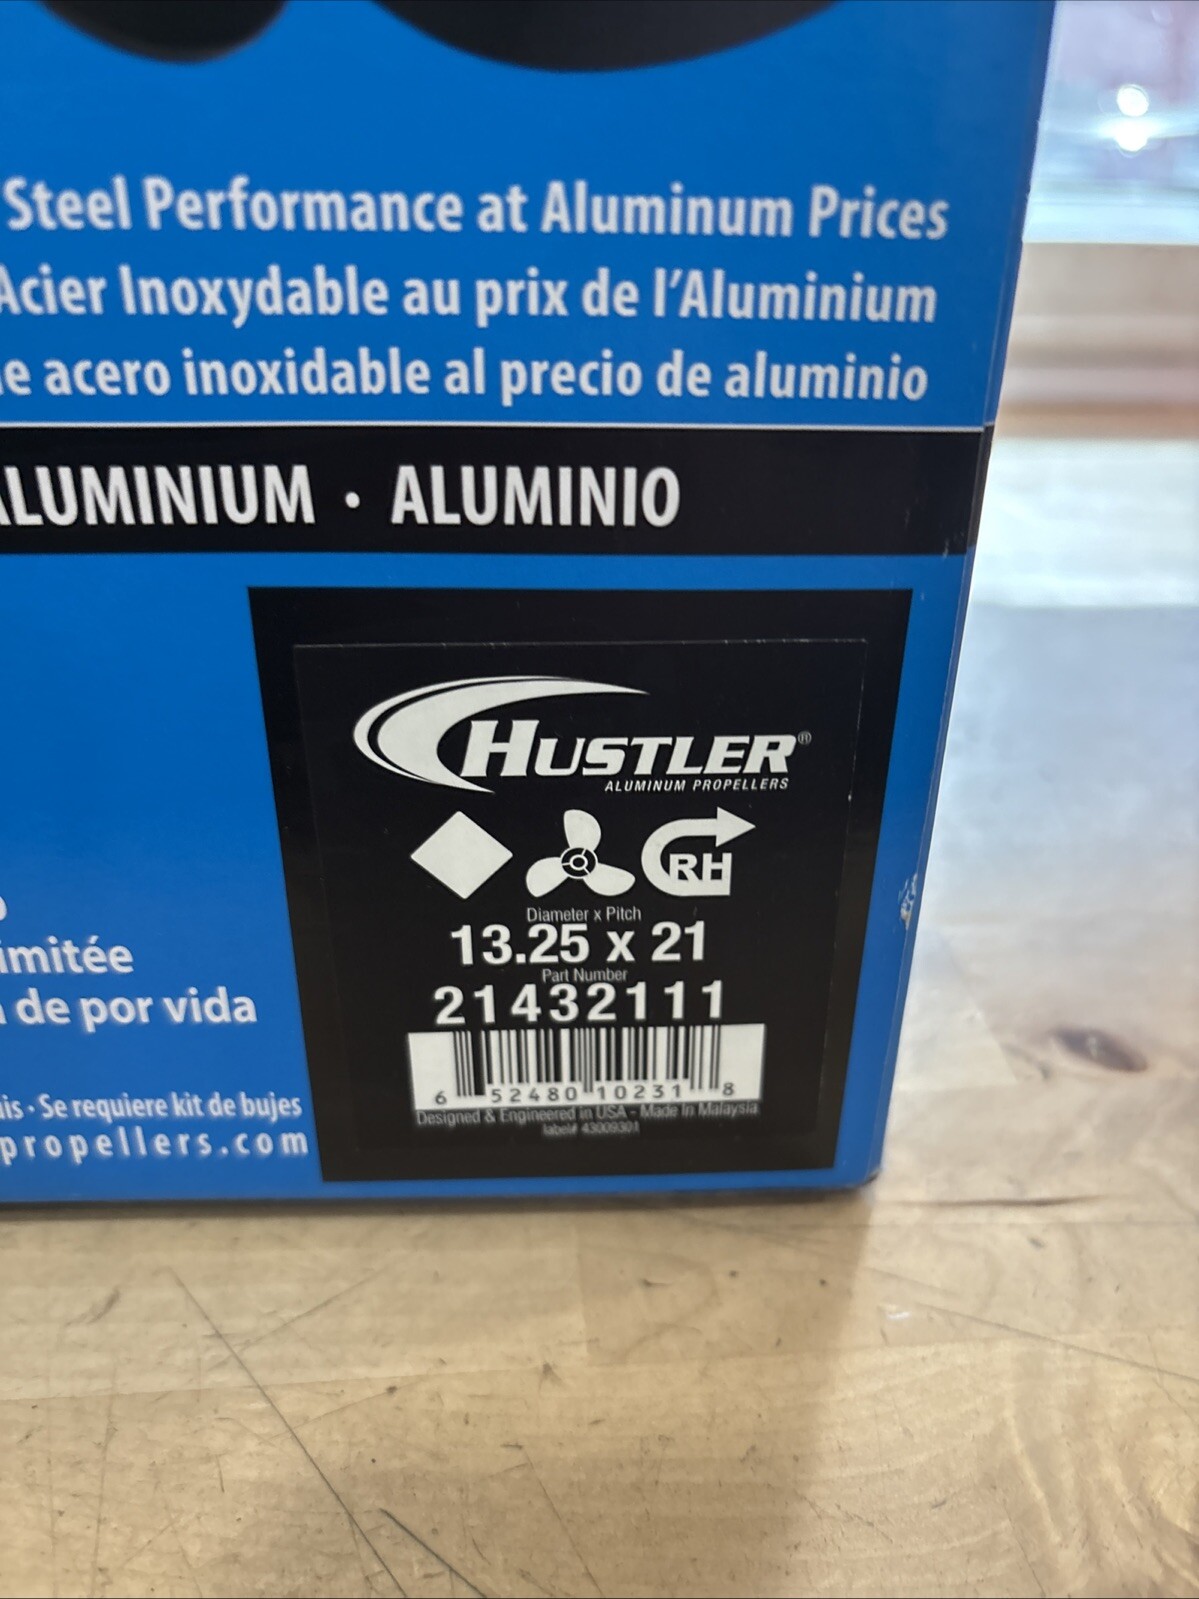 Steel Performance at Aluminum Prices
Acier Inoxydable au prix de l'Aluminium
e acero inoxidable al precio de aluminio
ALUMINIUM · ALUMINIO
HUSTLER®
ALUMINUM PROPELLERS
RH
Diameter x Pitch
13.25 x 21
Part Number
21432111
6 52480 10231 8
Designed & Engineered in USA - Made In Malaysia
label# 43009301
imitée
de por vida
is · Se requiere kit de bujes
propellers.com